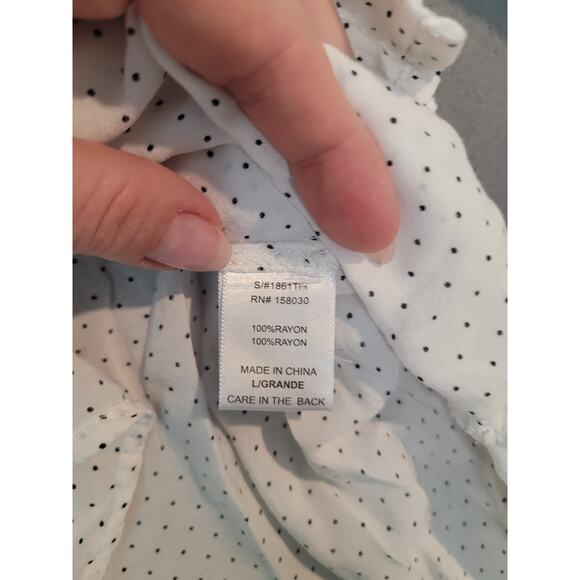 S/#1861TH
RN# 158030
100%RAYON
100%RAYON
MADE IN CHINA
L/GRANDE
CARE IN THE BACK